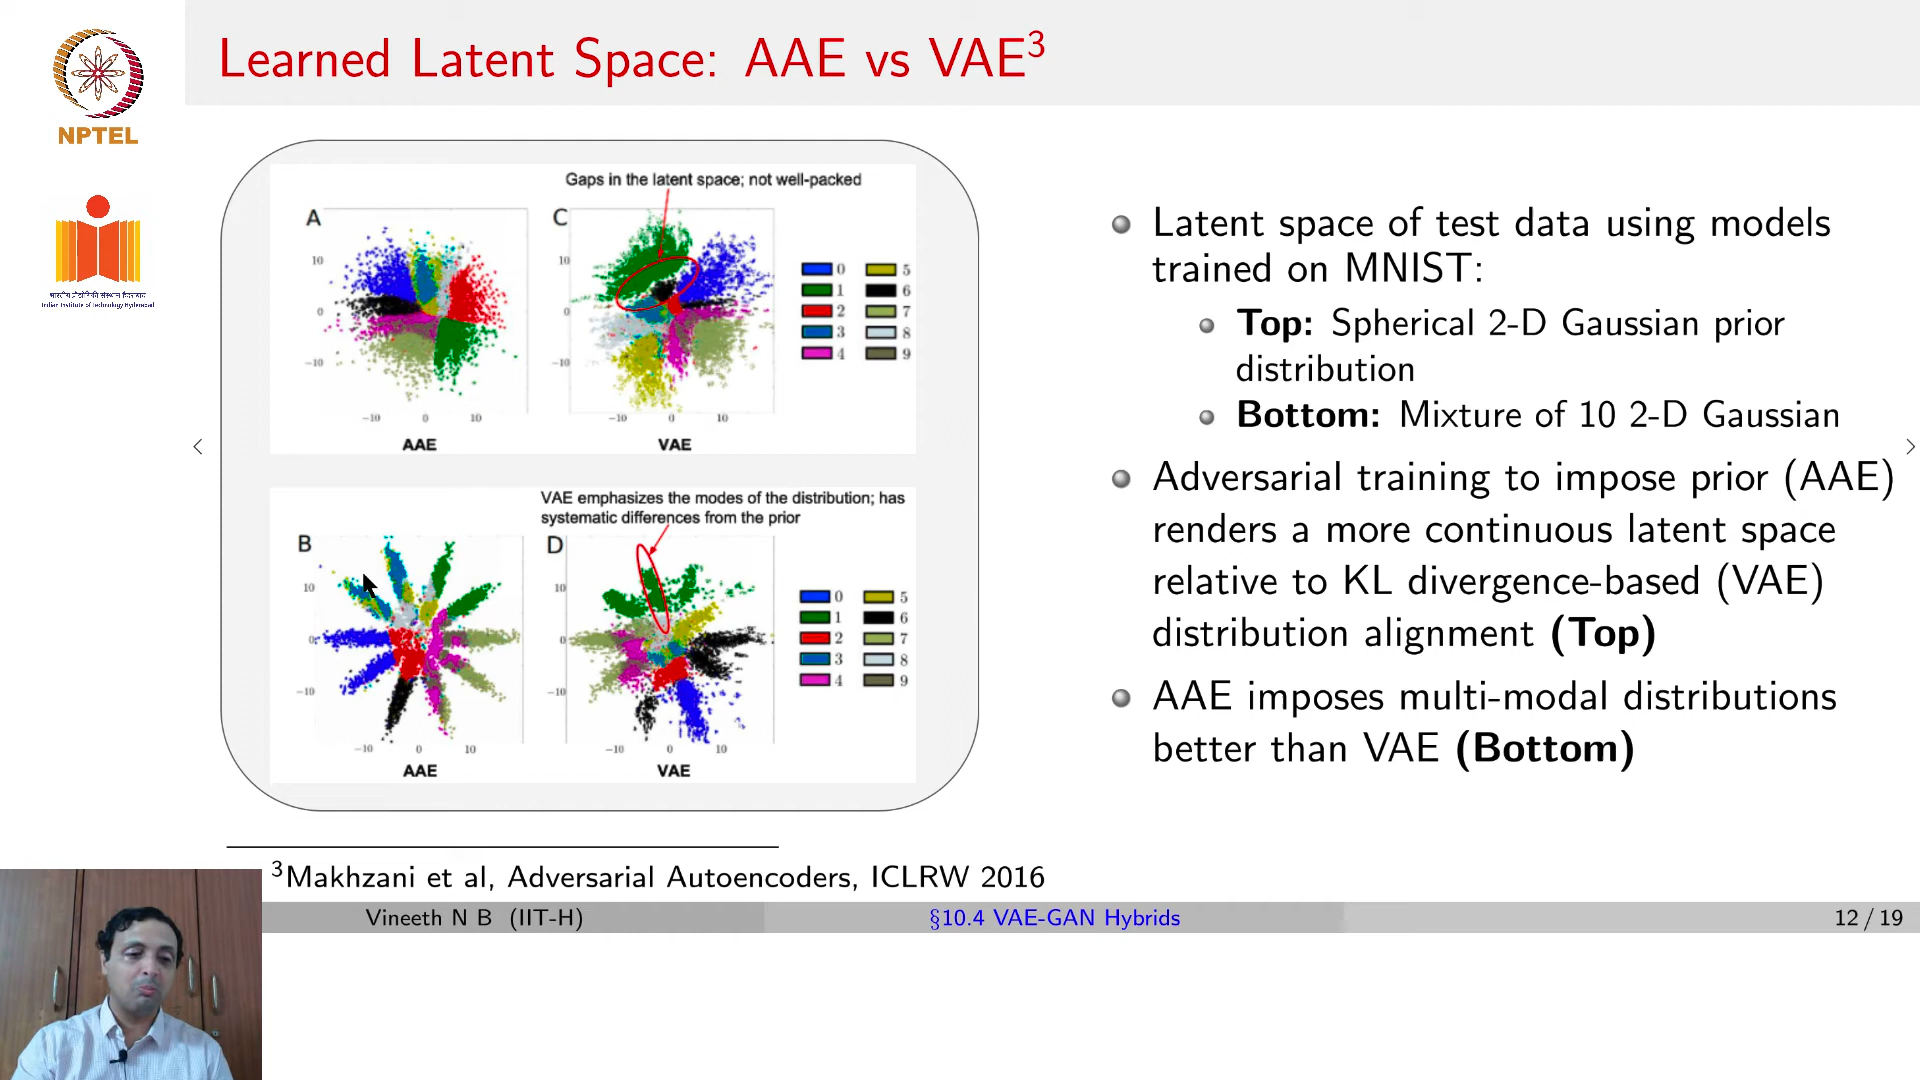 Learned Latent Space: AAE vs VAE3
NPTEL
भारतीय प्रौद्योगिकी संस्थान हैदराबाद
Indian Institute of Technology Hyderabad
Gaps in the latent space; not well-packed
A
C
10
0
-10
-10 0 10
AAE
10
0
-10
-10 0 10
VAE
0 5
1 6
2 7
3 8
4 9
VAE emphasizes the modes of the distribution; has
systematic differences from the prior
B
D
10
0
-10
-10 0 10
AAE
10
0
-10
-10 0 10
VAE
0 5
1 6
2 7
3 8
4 9
Latent space of test data using models
trained on MNIST:
Top: Spherical 2-D Gaussian prior
distribution
Bottom: Mixture of 10 2-D Gaussian
Adversarial training to impose prior (AAE)
renders a more continuous latent space
relative to KL divergence-based (VAE)
distribution alignment (Top)
AAE imposes multi-modal distributions
better than VAE (Bottom)
3Makhzani et al, Adversarial Autoencoders, ICLRW 2016
Vineeth N B (IIT-H)
§10.4 VAE-GAN Hybrids
12 / 19